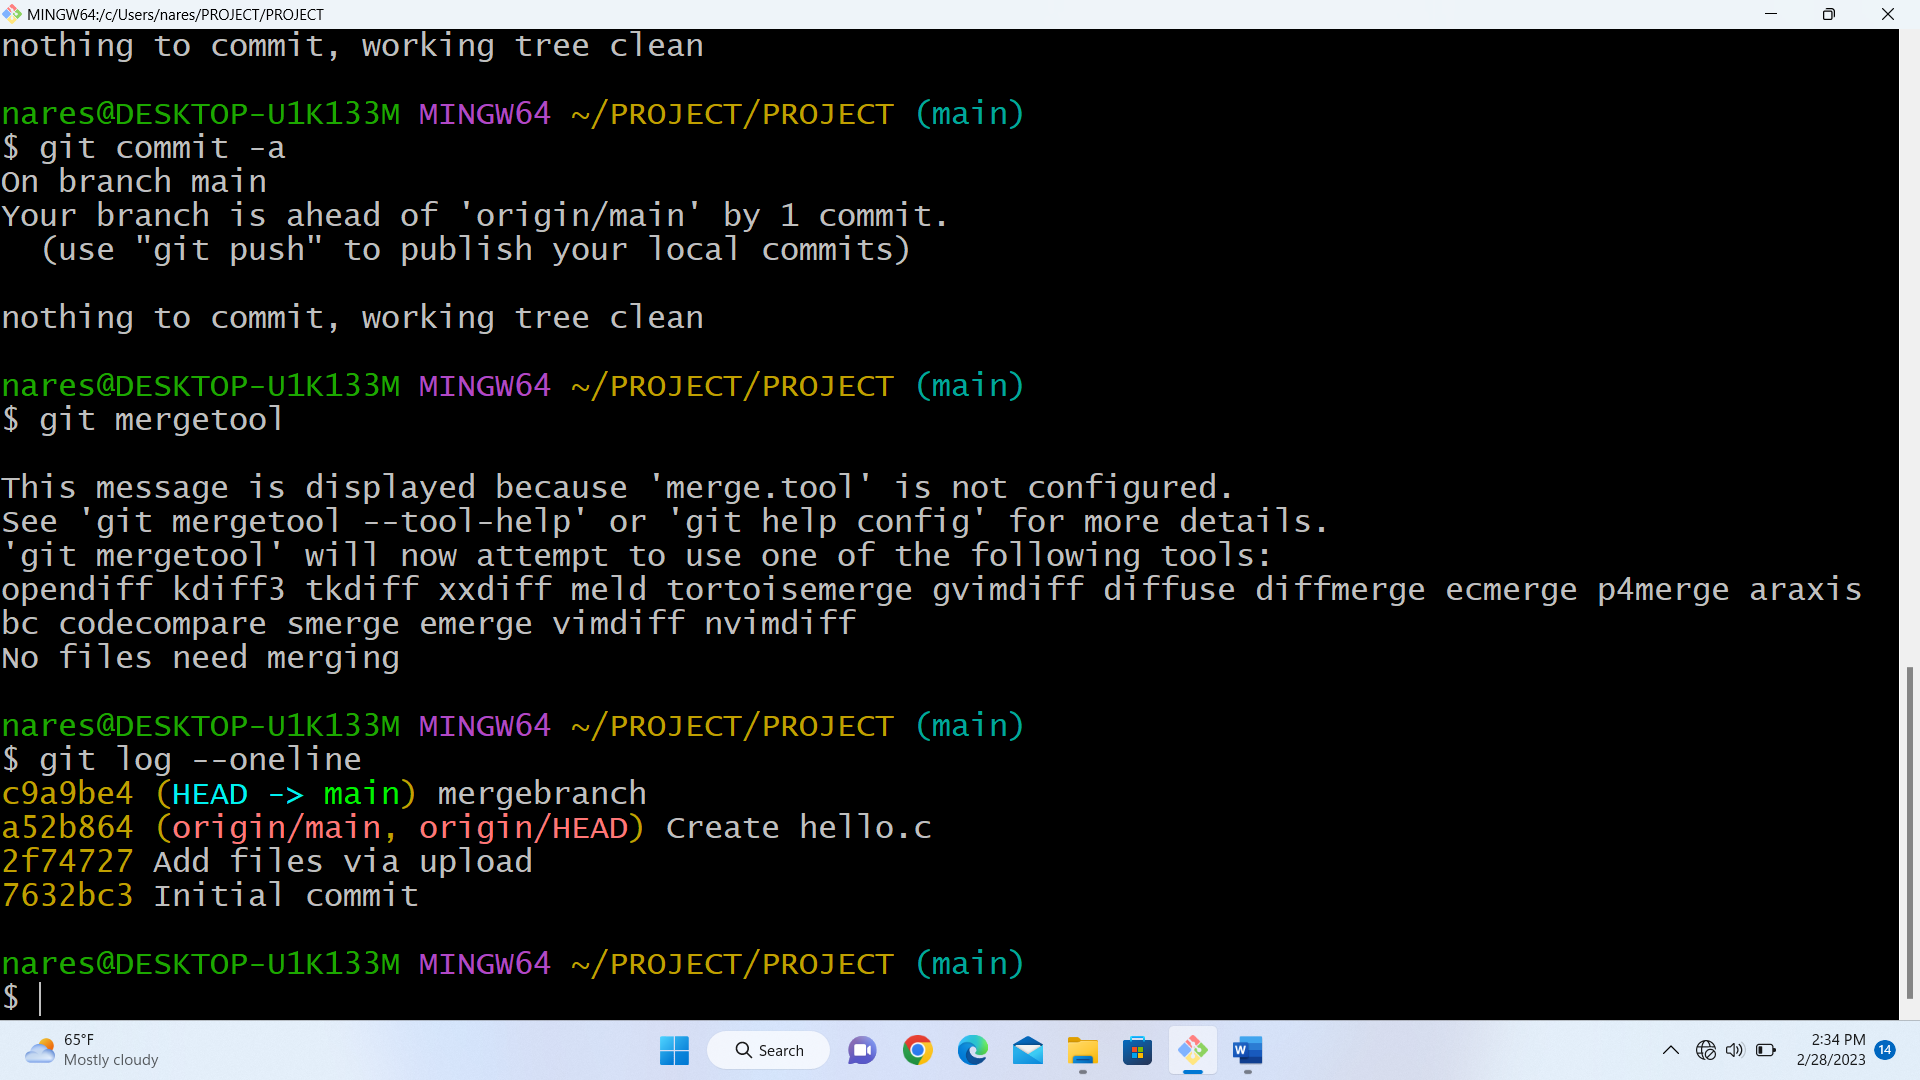 MINGW64:/c/Users/nares/PROJECT/PROJECT
nothing to commit, working tree clean
nares@DESKTOP-U1K133M MINGW64 ~/PROJECT/PROJECT (main)
$ git commit -a
On branch main
Your branch is ahead of 'origin/main' by 1 commit.
  (use "git push" to publish your local commits)
nothing to commit, working tree clean
nares@DESKTOP-U1K133M MINGW64 ~/PROJECT/PROJECT (main)
$ git mergetool
This message is displayed because 'merge.tool' is not configured.
See 'git mergetool --tool-help' or 'git help config' for more details.
'git mergetool' will now attempt to use one of the following tools:
opendiff kdiff3 tkdiff xxdiff meld tortoisemerge gvimdiff diffuse diffmerge ecmerge p4merge araxis
bc codecompare smerge emerge vimdiff nvimdiff
No files need merging
nares@DESKTOP-U1K133M MINGW64 ~/PROJECT/PROJECT (main)
$ git log --oneline
c9a9be4 (HEAD -> main) mergebranch
a52b864 (origin/main, origin/HEAD) Create hello.c
2f74727 Add files via upload
7632bc3 Initial commit
nares@DESKTOP-U1K133M MINGW64 ~/PROJECT/PROJECT (main)
$
65°F
Mostly cloudy
Search
W
2:34 PM
2/28/2023
14